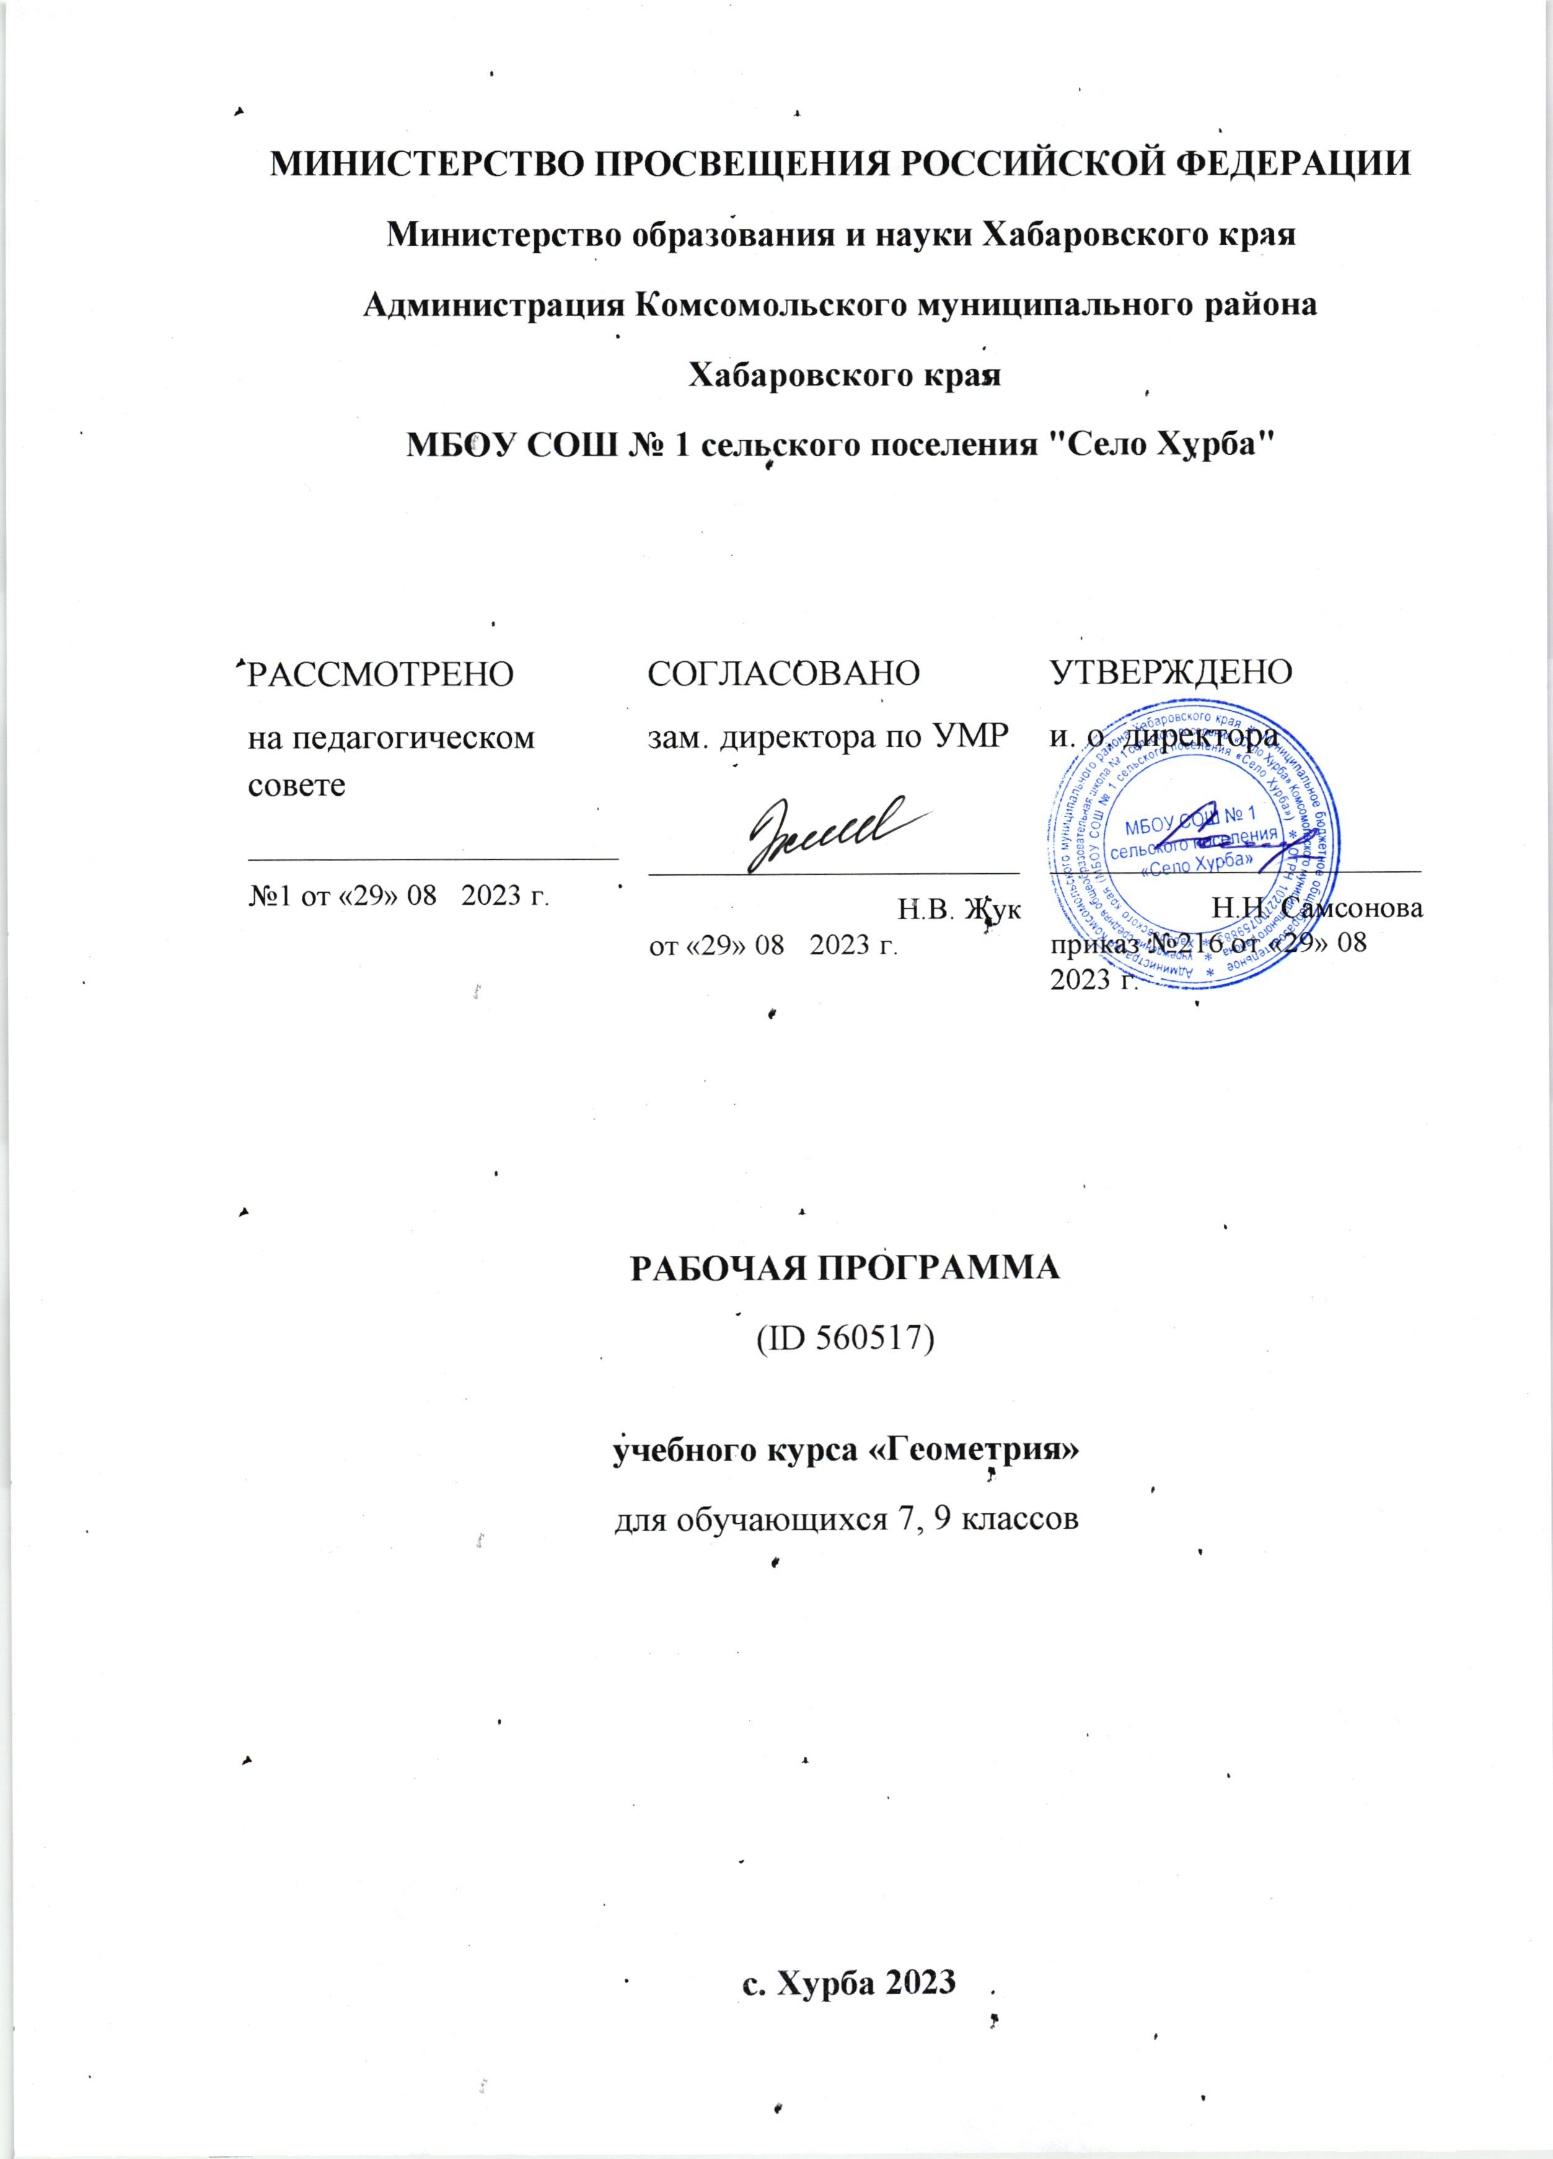 МИНИСТЕРСТВО ПРОСВЕЩЕНИЯ РОССИЙСКОЙ ФЕДЕРАЦИИ
Министерство образования и науки Хабаровского края
Администрация Комсомольского муниципального района
Хабаровского края
МБОУ СОШ № 1 сельского поселения "Село Хурба"
РАССМОТРЕНО
на педагогическом
совете
№1 от «29» 08 2023 г.
СОГЛАСОВАНО
зам. директора по УМР
Н.В. Жук
от «29» 08 2023 г.
УТВЕРЖДЕНО
и. о. директора
МБОУ СОШ № 1
сельского поселения
«Село Хурба»
Н.Н. Самсонова
приказ №216 от «29» 08
2023 г.
РАБОЧАЯ ПРОГРАММА
(ID 560517)
учебного курса «Геометрия»
для обучающихся 7, 9 классов
с. Хурба 2023